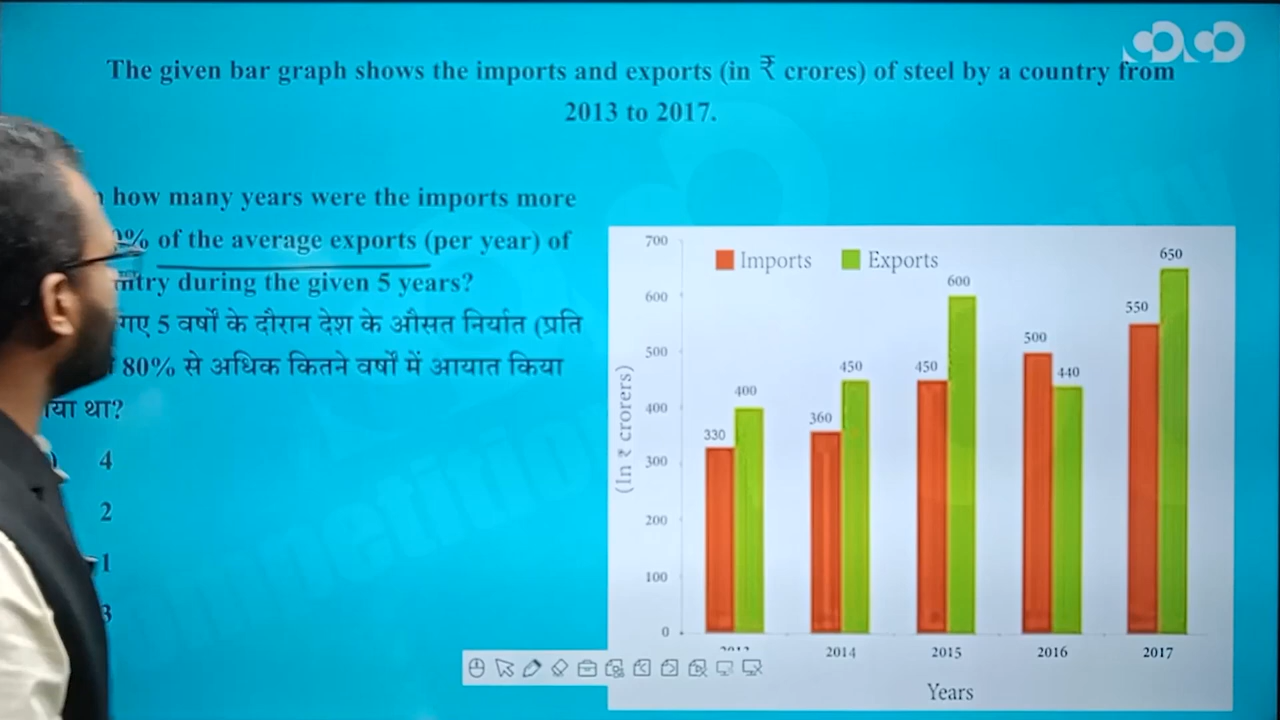 The given bar graph shows the imports and exports (in ₹ crores) of steel by a country from
2013 to 2017.
how many years were the imports more
% of the average exports (per year) of
during the given 5 years?
गए 5 वर्षों के दौरान देश के औसत निर्यात (प्रति
80% से अधिक कितने वर्षों में आयात किया
था?
4
2
1
3
Imports Exports
700
600
500
400
300
200
100
0
330
400
360
450
450
600
500
440
550
650
(In ₹ crorers)
2014 2015 2016 2017
Years